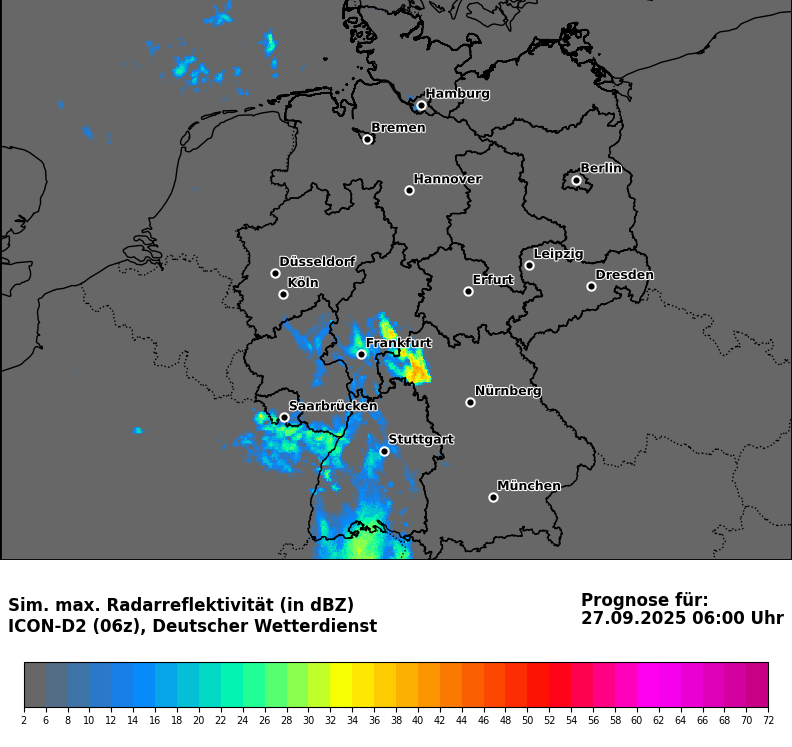 Hamburg
Bremen
Berlin
Hannover
Leipzig
Düsseldorf
Dresden
Köln
Erfurt
Frankfurt
Nürnberg
Saarbrücken
Stuttgart
München
Sim. max. Radarreflektivität (in dBZ)
ICON-D2 (06z), Deutscher Wetterdienst
Prognose für:
27.09.2025 06:00 Uhr
2 6 8 10 12 14 16 18 20 22 24 26 28 30 32 34 36 38 40 42 44 46 48 50 52 54 56 58 60 62 64 66 68 70 72